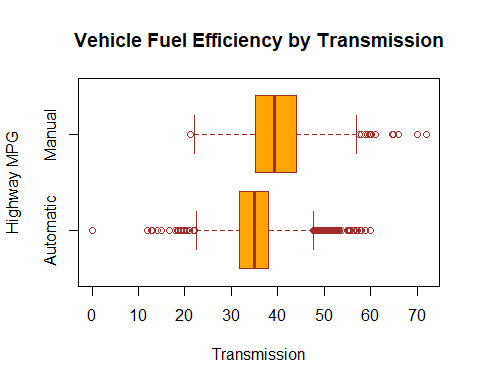 Vehicle Fuel Efficiency by Transmission
Highway MPG
Manual
Automatic
0 10 20 30 40 50 60 70
Transmission